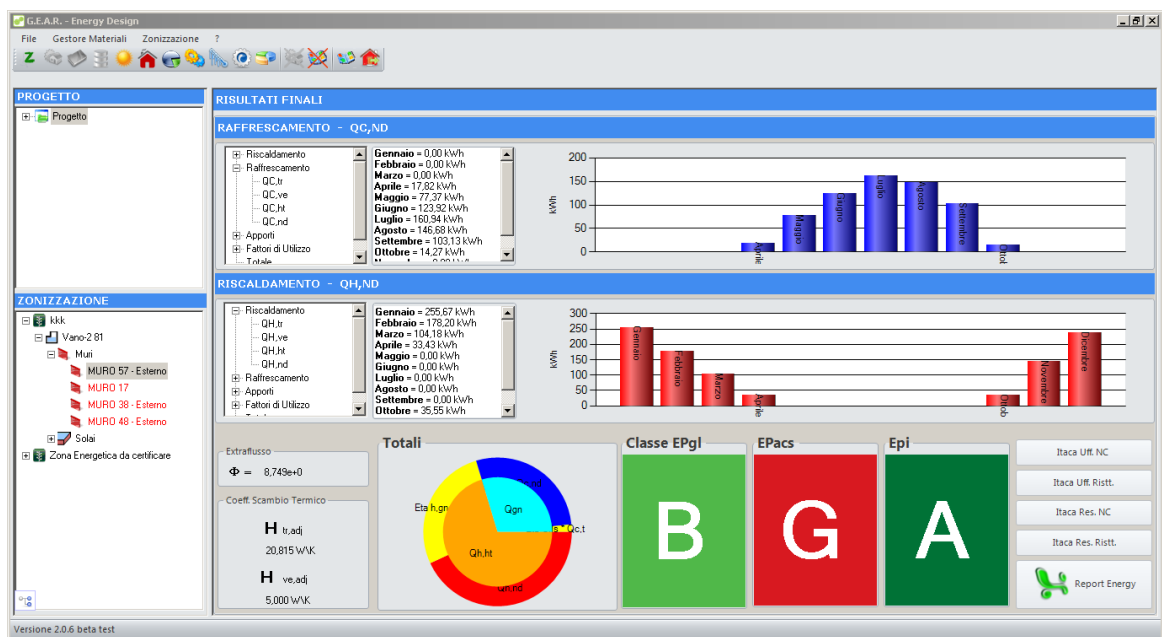 G.E.A.R. - Energy Design
File Gestore Materiali Zonizzazione ?
Z
PROGETTO
Progetto
ZONIZZAZIONE
kkk
Vano-2 81
Muri
MURO 57 - Esterno
MURO 17
MURO 38 - Esterno
MURO 48 - Esterno
Solai
Zona Energetica da certificare
RISULTATI FINALI
RAFFRESCAMENTO - QC,ND
Riscaldamento
Raffrescamento
QC,tr
QC,ve
QC,ht
QC,nd
Apporti
Fattori di Utilizzo
Totale
Gennaio = 0,00 kWh
Febbraio = 0,00 kWh
Marzo = 0,00 kWh
Aprile = 17,82 kWh
Maggio = 77,37 kWh
Giugno = 123,92 kWh
Luglio = 160,94 kWh
Agosto = 146,68 kWh
Settembre = 103,13 kWh
Ottobre = 14,27 kWh
kWh
200
150
100
50
0
Aprile
Maggio
Giugno
Luglio
Agosto
Settembre
Ottol
RISCALDAMENTO - QH,ND
Riscaldamento
QH,tr
QH,ve
QH,ht
QH,nd
Raffrescamento
Apporti
Fattori di Utilizzo
Gennaio = 255,67 kWh
Febbraio = 178,20 kWh
Marzo = 104,18 kWh
Aprile = 33,43 kWh
Maggio = 0,00 kWh
Giugno = 0,00 kWh
Luglio = 0,00 kWh
Agosto = 0,00 kWh
Settembre = 0,00 kWh
Ottobre = 35,55 kWh
kWh
300
250
200
150
100
50
0
Gennaio
Febbraio
Marzo
Aprile
Ottob
Novembre
Dicembre
Extraflusso
Φ = 8,749e+0
Coeff. Scambio Termico
H tr,adj
20,815 W\K
H ve,adj
5,000 W\K
Totali
Eta h,gn
Qgn
Qc,t
Qh,ht
Qh,nd
Classe EPgl
B
EPacs
G
Epi
A
Itaca Uff. NC
Itaca Uff. Ristt.
Itaca Res. NC
Itaca Res. Ristt.
Report Energy
Versione 2.0.6 beta test